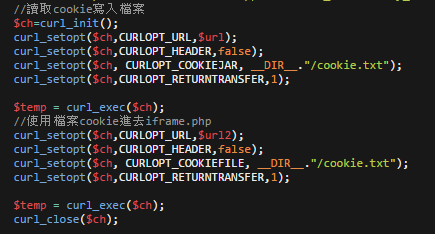 //讀取cookie寫入檔案
$ch=curl_init();
curl_setopt($ch,CURLOPT_URL,$url);
curl_setopt($ch,CURLOPT_HEADER,false);
curl_setopt($ch, CURLOPT_COOKIEJAR, __DIR__."/cookie.txt");
curl_setopt($ch,CURLOPT_RETURNTRANSFER,1);
$temp = curl_exec($ch);
//使用檔案cookie進去iframe.php
curl_setopt($ch,CURLOPT_URL,$url2);
curl_setopt($ch,CURLOPT_HEADER,false);
curl_setopt($ch, CURLOPT_COOKIEFILE, __DIR__."/cookie.txt");
curl_setopt($ch,CURLOPT_RETURNTRANSFER,1);
$temp = curl_exec($ch);
curl_close($ch);